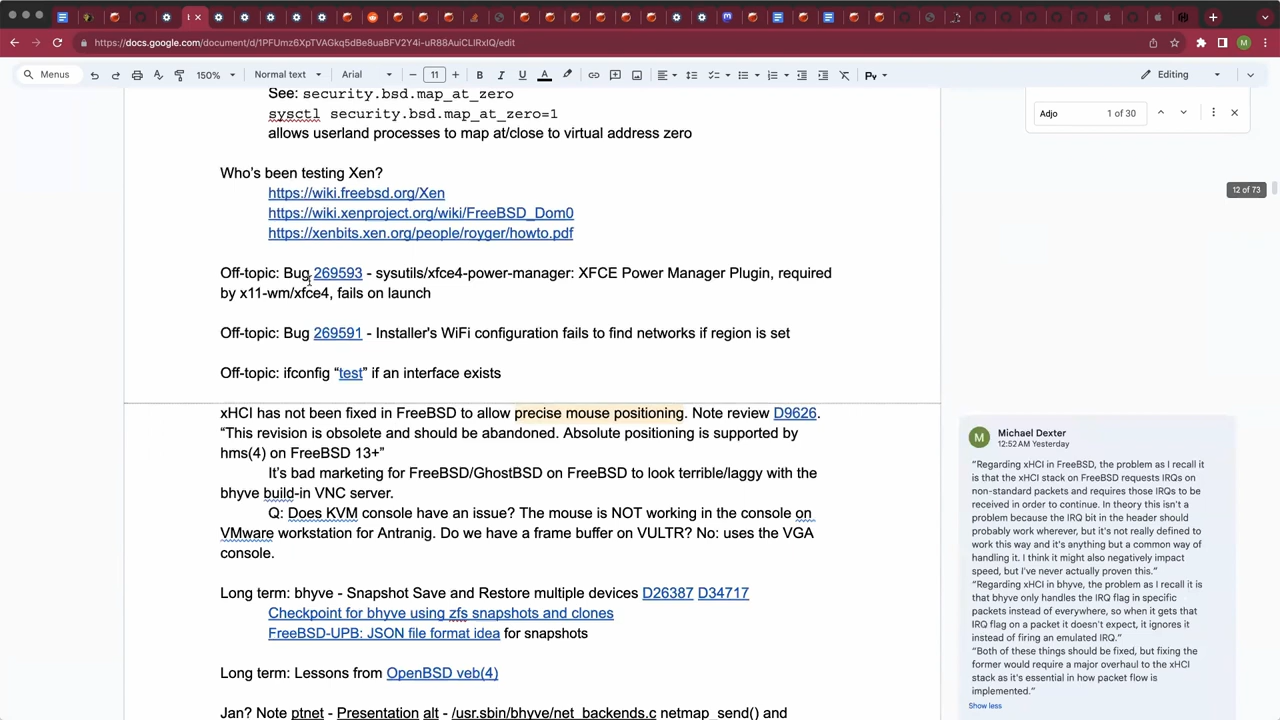 https://docs.google.com/document/d/1PFUmz6XpTVAGkq5dBe8uaBFV2Y4i-uR88AuiCLlRxIQ/edit
M
Menus
150%
Normal text
Arial
11
Editing
Adjo
1 of 30
12 of 73
See: security.bsd.map_at_zero
sysctl security.bsd.map_at_zero=1
allows userland processes to map at/close to virtual address zero
Who's been testing Xen?
https://wiki.freebsd.org/Xen
https://wiki.xenproject.org/wiki/FreeBSD_Dom0
https://xenbits.xen.org/people/royger/howto.pdf
Off-topic: Bug 269593 - sysutils/xfce4-power-manager: XFCE Power Manager Plugin, required
by x11-wm/xfce4, fails on launch
Off-topic: Bug 269591 - Installer's WiFi configuration fails to find networks if region is set
Off-topic: ifconfig “test” if an interface exists
xHCI has not been fixed in FreeBSD to allow precise mouse positioning. Note review D9626.
“This revision is obsolete and should be abandoned. Absolute positioning is supported by
hms(4) on FreeBSD 13+”
It's bad marketing for FreeBSD/GhostBSD on FreeBSD to look terrible/laggy with the
bhyve build-in VNC server.
Q: Does KVM console have an issue? The mouse is NOT working in the console on
VMware workstation for Antranig. Do we have a frame buffer on VULTR? No: uses the VGA
console.
Long term: bhyve - Snapshot Save and Restore multiple devices D26387 D34717
Checkpoint for bhyve using zfs snapshots and clones
FreeBSD-UPB: JSON file format idea for snapshots
Long term: Lessons from OpenBSD veb(4)
Jan? Note ptnet - Presentation alt - /usr.sbin/bhyve/net_backends.c netmap_send() and
M
Michael Dexter
12:52 AM Yesterday
“Regarding xHCI in FreeBSD, the problem as I recall it
is that the xHCI stack on FreeBSD requests IRQs on
non-standard packets and requires those IRQs to be
received in order to continue. In theory this isn't a
problem because the IRQ bit in the header should
probably work wherever, but it's not really defined to
work this way and it's anything but a common way of
handling it. I think it might also negatively impact
speed, but I've never actually proven this.”
“Regarding xHCI in bhyve, the problem as I recall it is
that bhyve only handles the IRQ flag in specific
packets instead of everywhere, so when it gets that
IRQ flag on a packet it doesn't expect, it ignores it
instead of firing an emulated IRQ.”
“Both of these things should be fixed, but fixing the
former would require a major overhaul to the xHCI
stack as it's essential in how packet flow is
implemented.”
Show less